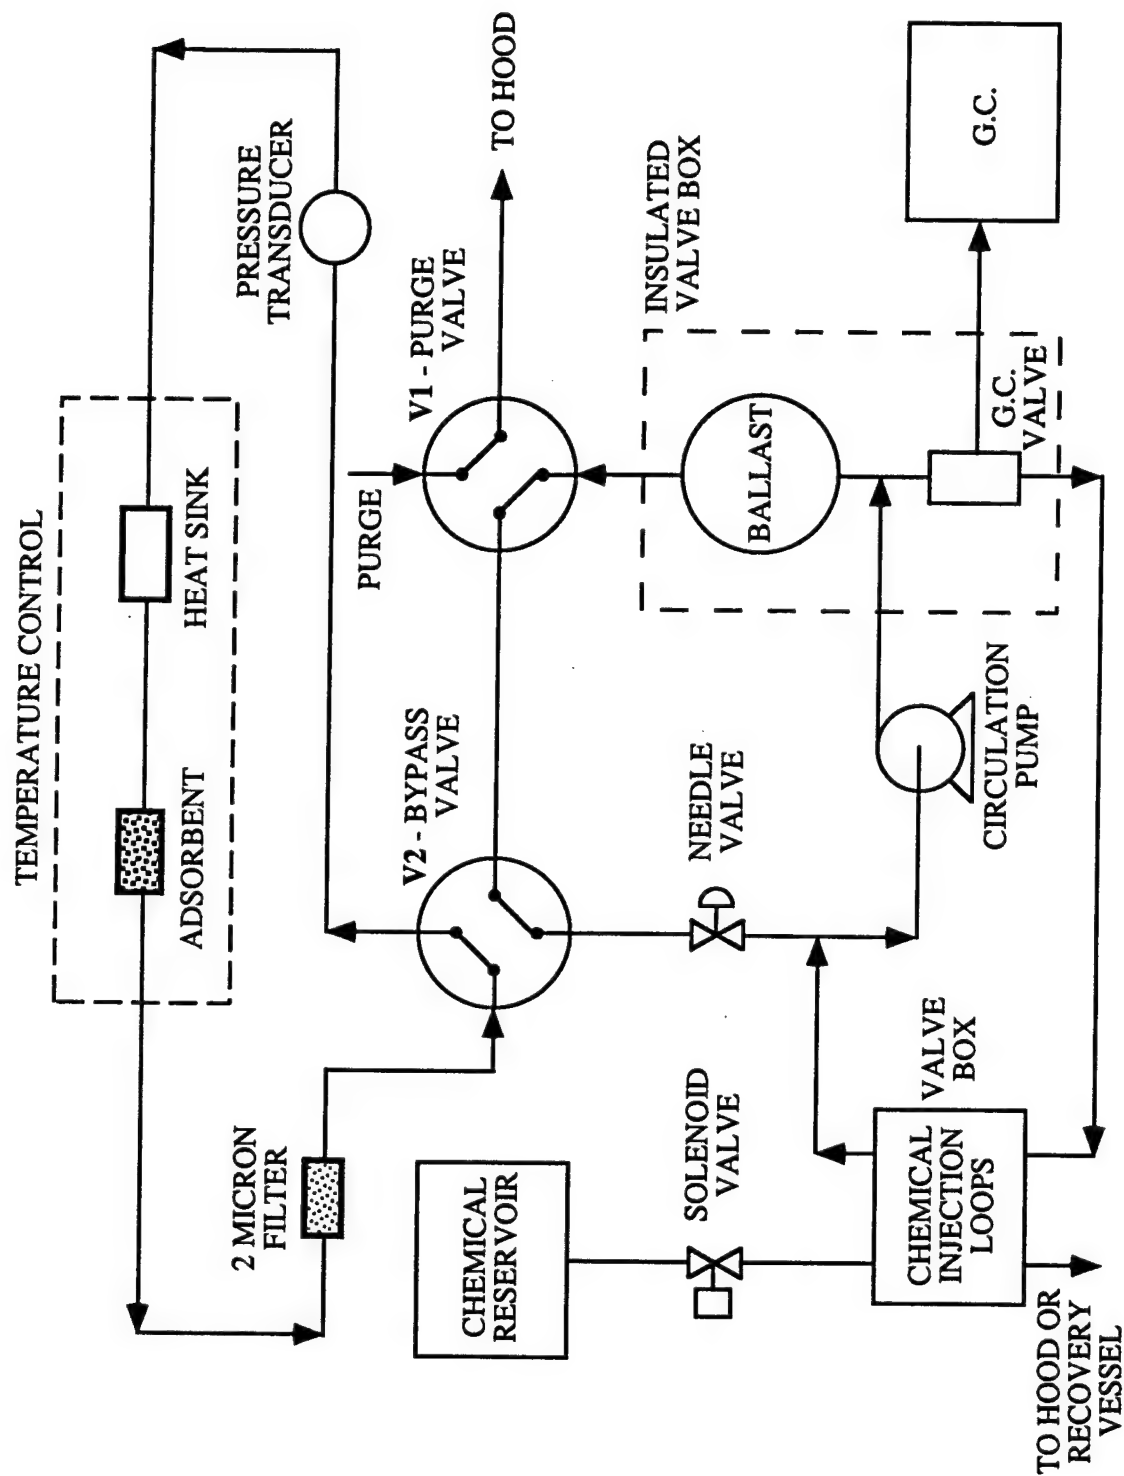 TEMPERATURE CONTROL
ADSORBENT
HEAT SINK
2 MICRON
FILTER
PRESSURE
TRANSDUCER
PURGE
V2 - BYPASS
VALVE
V1 - PURGE
VALVE
TO HOOD
CHEMICAL
RESERVOIR
SOLENOID
VALVE
NEEDLE
VALVE
INSULATED
VALVE BOX
BALLAST
VALVE
BOX
CHEMICAL
INJECTION
LOOPS
CIRCULATION
PUMP
G.C.
VALVE
G.C.
TO HOOD OR
RECOVERY
VESSEL